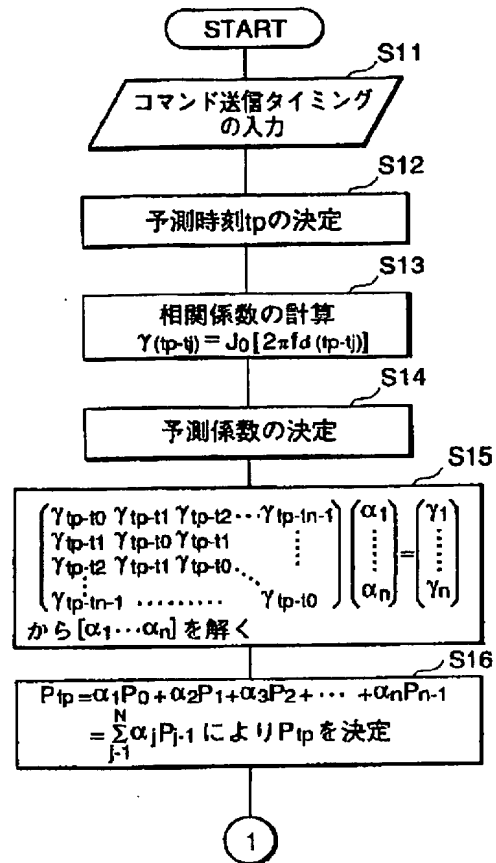 START
S11
コマンド送信タイミング
の入力
S12
予測時刻tpの決定
S13
相関係数の計算
γ(tp-tj) = J0 [2πfd (tp-tj)]
S14
予測係数の決定
S15
γtp-t0 γtp-t1 γtp-t2 ⋯ γtp-tn-1 α1 γ1
γtp-t1 γtp-t0 γtp-t1 ⋮ ⋮ = ⋮
γtp-t2 γtp-t1 γtp-t0 ⋱ ⋮ ⋮
γtp-tn-1 ⋯⋯⋯ γtp-t0 αn γn
から [α1⋯αn] を解く
S16
Ptp = α1P0 + α2P1 + α3P2 + ⋯ + αnPn-1
= N Σ j-1 αjPj-1 によりPtpを決定
1